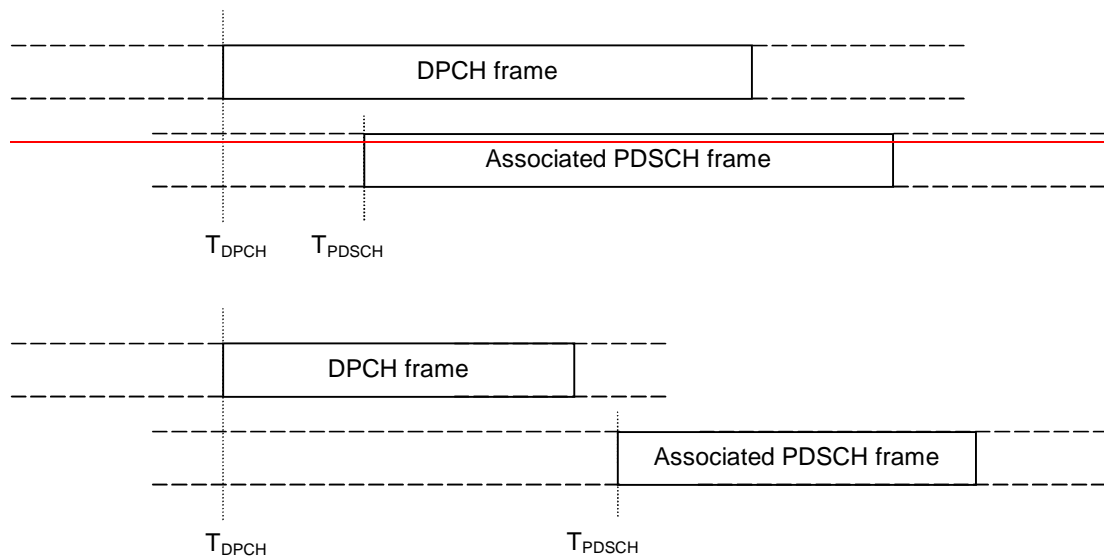 DPCH frame
Associated PDSCH frame
TDPCH TPDSCH
DPCH frame
Associated PDSCH frame
TDPCH TPDSCH